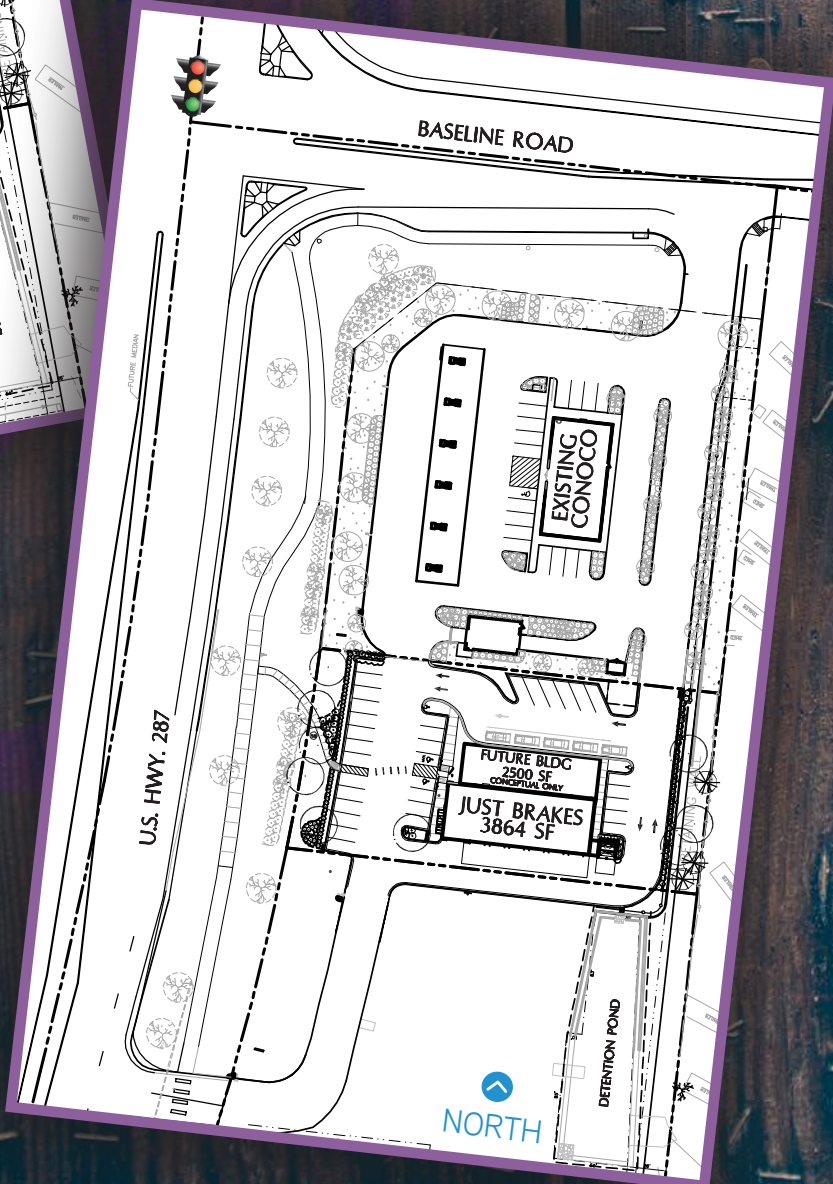 BASELINE ROAD
FUTURE MEDIAN
EXISTING
CONOCO
U.S. HWY. 287
FUTURE BLDG
2500 SF
CONCEPTUAL ONLY
JUST BRAKES
3864 SF
DETENTION POND
NORTH